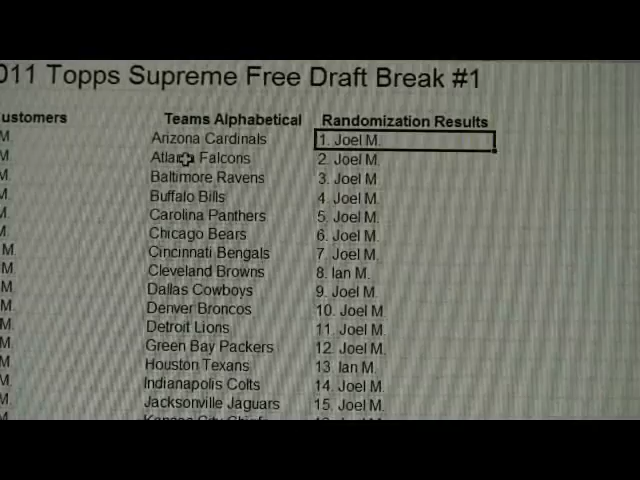 011 Topps Supreme Free Draft Break #1
ustomers Teams Alphabetical Randomization Results
M. Arizona Cardinals 1. Joel M.
M. Falcons 2. Joel M.
M. Baltimore Ravens 3. Joel M.
M. Buffalo Bills 4. Joel M.
M. Carolina Panthers 5. Joel M.
M. Chicago Bears 6. Joel M.
M. Cincinnati Bengals 7. Joel M.
M. Cleveland Browns 8. Ian M.
M. Dallas Cowboys 9. Joel M.
M. Denver Broncos 10. Joel M.
M. Detroit Lions 11. Joel M.
M. Green Bay Packers 12. Joel M.
M. Houston Texans 13. Ian M.
M. Indianapolis Colts 14. Joel M.
M. Jacksonville Jaguars 15. Joel M.